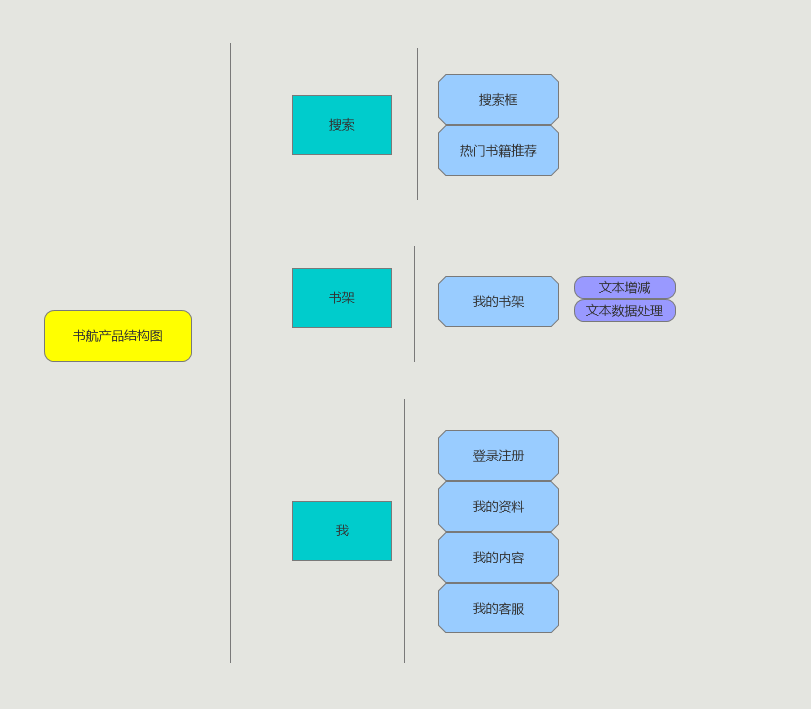 搜索
搜索框
热门书籍推荐
书航产品结构图
书架
我的书架
文本增减
文本数据处理
我
登录注册
我的资料
我的内容
我的客服